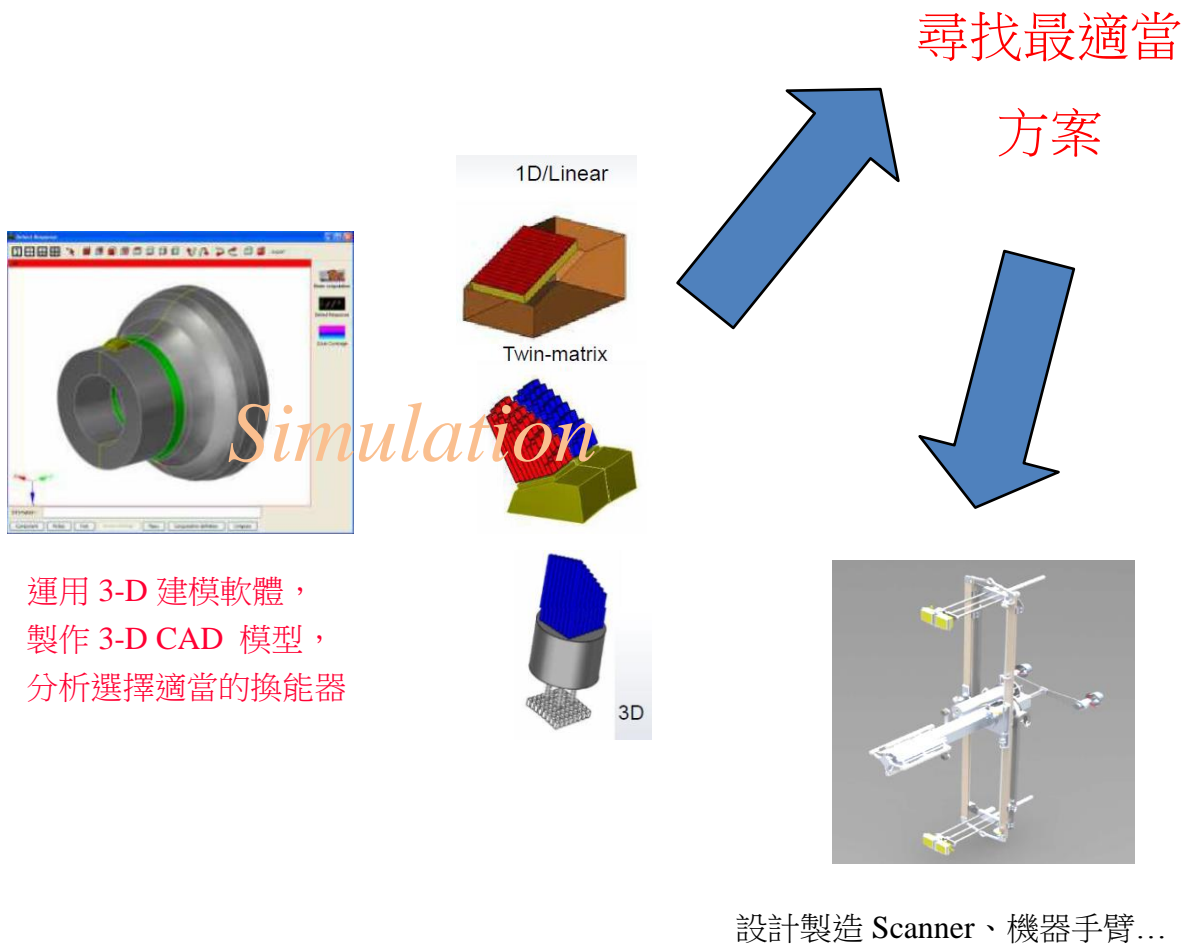 尋找最適當
方案
1D/Linear
Twin-matrix
Simulation
3D
運用 3-D 建模軟體，
製作 3-D CAD 模型，
分析選擇適當的換能器
設計製造 Scanner、機器手臂…